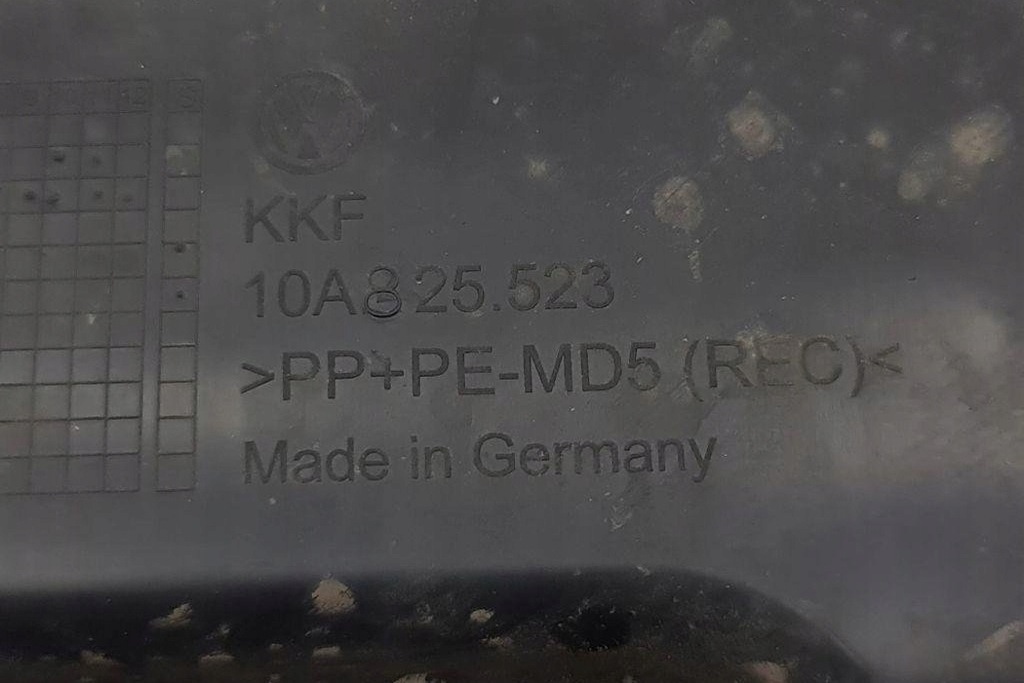 KKF
10A825.523
>PP+PE-MD5 (REC)<
Made in Germany